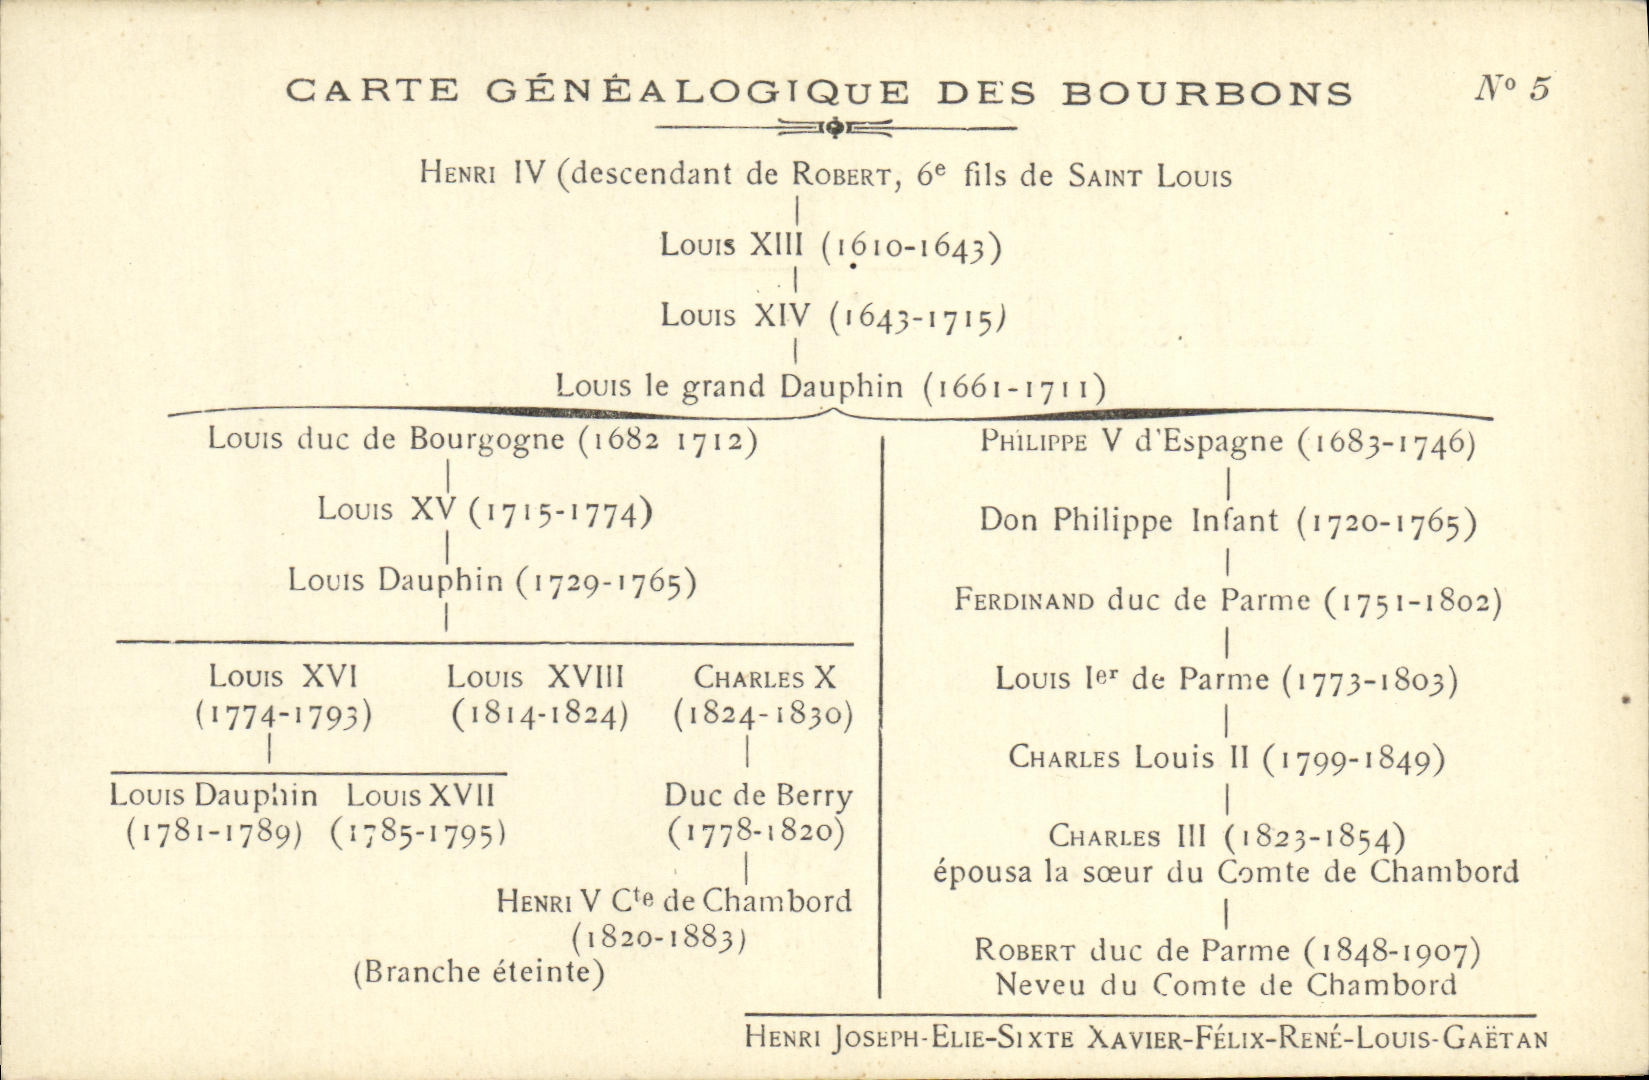 CARTE GÉNÉALOGIQUE DES BOURBONS
Nº 5
HENRI IV (descendant de ROBERT, 6e fils de SAINT LOUIS
LOUIS XIII (1610-1643)
LOUIS XIV (1643-1715)
LOUIS le grand Dauphin (1661-1711)
LOUIS duc de Bourgogne (1682 1712)
LOUIS XV (1715-1774)
LOUIS Dauphin (1729-1765)
LOUIS XVI LOUIS XVIII CHARLES X
(1774-1793) (1814-1824) (1824-1830)
LOUIS Dauphin LOUIS XVII Duc de Berry
(1781-1789) (1785-1795) (1778-1820)
HENRI V Cte de Chambord
(1820-1883)
(Branche éteinte)
PHILIPPE V d'Espagne (1683-1746)
Don Philippe Infant (1720-1765)
FERDINAND duc de Parme (1751-1802)
LOUIS Ier de Parme (1773-1803)
CHARLES Louis II (1799-1849)
CHARLES III (1823-1854)
épousa la sœur du Comte de Chambord
ROBERT duc de Parme (1848-1907)
Neveu du Comte de Chambord
HENRI JOSEPH-ELIE-SIXTE XAVIER-FÉLIX-RENÉ-LOUIS-GAËTAN